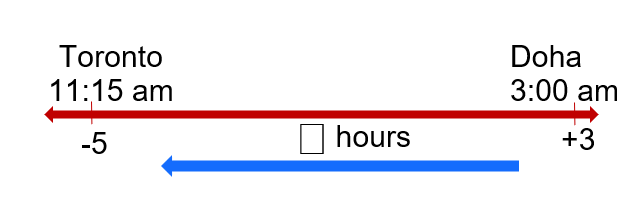 Toronto Doha
11:15 am 3:00 am
-5 □ hours +3